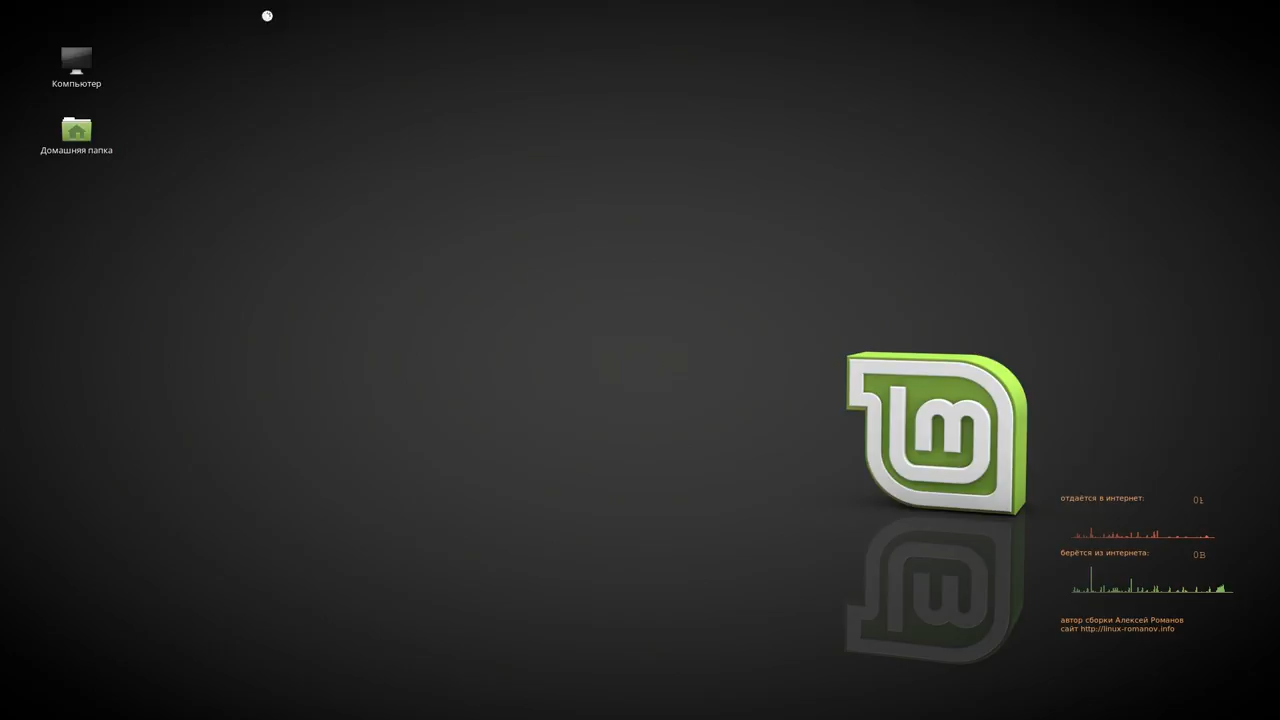 Компьютер
Домашняя папка
отдаётся в интернет:
берётся из интернета: 0B
автор сборки Алексей Романов
сайт http://linux-romanov.info